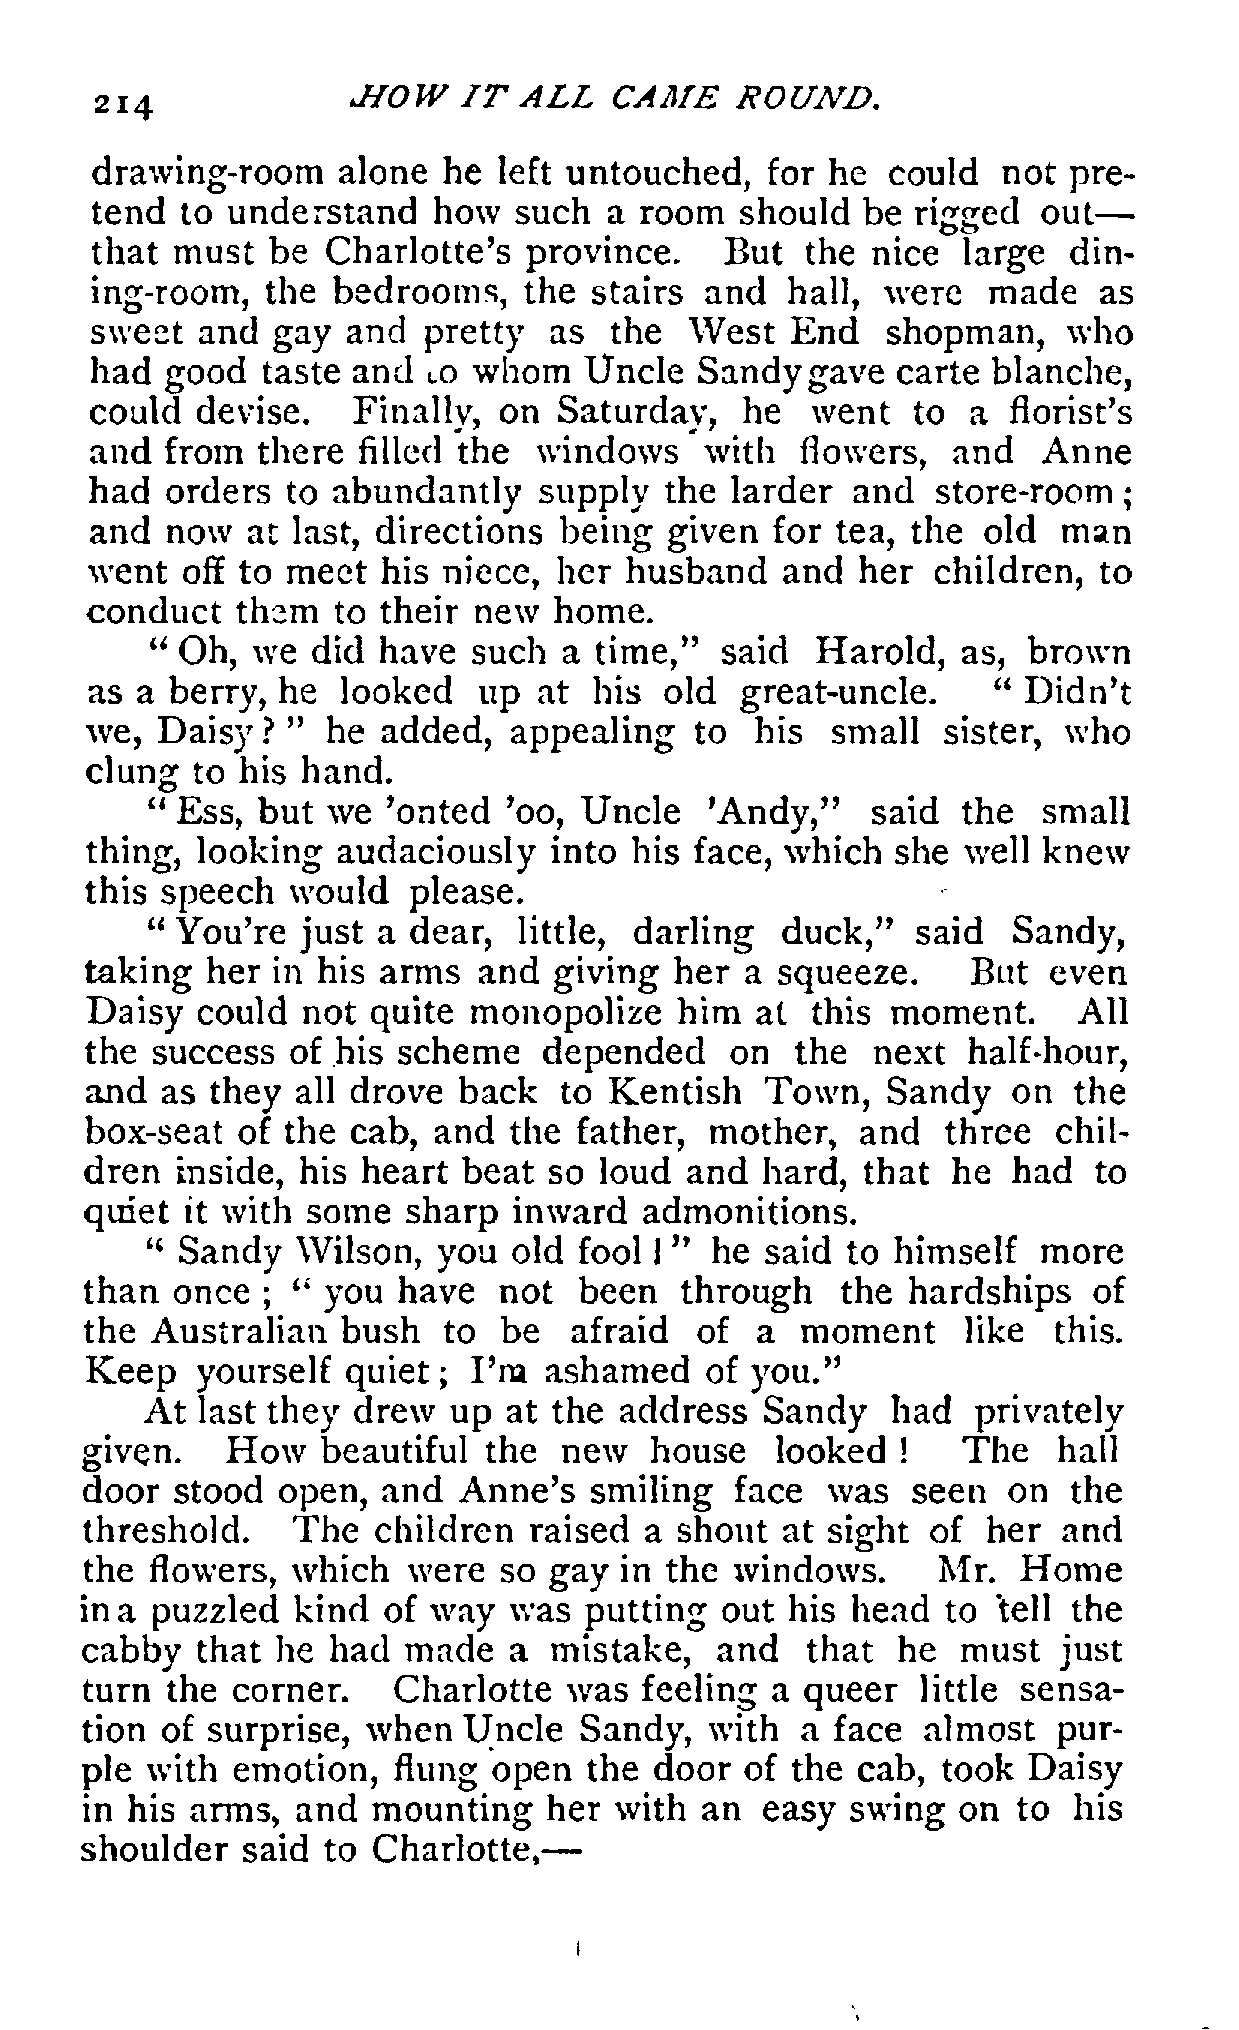 214 HOW IT ALL CAME ROUND.
drawing-room alone he left untouched, for he could not pre-
tend to understand how such a room should be rigged out—
that must be Charlotte's province. But the nice large din-
ing-room, the bedrooms, the stairs and hall, were made as
sweet and gay and pretty as the West End shopman, who
had good taste and to whom Uncle Sandy gave carte blanche,
could devise. Finally, on Saturday, he went to a florist's
and from there filled the windows with flowers, and Anne
had orders to abundantly supply the larder and store-room;
and now at last, directions being given for tea, the old man
went off to meet his niece, her husband and her children, to
conduct them to their new home.
"Oh, we did have such a time," said Harold, as, brown
as a berry, he looked up at his old great-uncle. "Didn't
we, Daisy?" he added, appealing to his small sister, who
clung to his hand.
"Ess, but we 'onted 'oo, Uncle 'Andy," said the small
thing, looking audaciously into his face, which she well knew
this speech would please.
"You're just a dear, little, darling duck," said Sandy,
taking her in his arms and giving her a squeeze. But even
Daisy could not quite monopolize him at this moment. All
the success of his scheme depended on the next half-hour,
and as they all drove back to Kentish Town, Sandy on the
box-seat of the cab, and the father, mother, and three chil-
dren inside, his heart beat so loud and hard, that he had to
quiet it with some sharp inward admonitions.
"Sandy Wilson, you old fool!" he said to himself more
than once; "you have not been through the hardships of
the Australian bush to be afraid of a moment like this.
Keep yourself quiet; I'm ashamed of you."
At last they drew up at the address Sandy had privately
given. How beautiful the new house looked! The hall
door stood open, and Anne's smiling face was seen on the
threshold. The children raised a shout at sight of her and
the flowers, which were so gay in the windows. Mr. Home
in a puzzled kind of way was putting out his head to tell the
cabby that he had made a mistake, and that he must just
turn the corner. Charlotte was feeling a queer little sensa-
tion of surprise, when Uncle Sandy, with a face almost pur-
ple with emotion, flung open the door of the cab, took Daisy
in his arms, and mounting her with an easy swing on to his
shoulder said to Charlotte,—